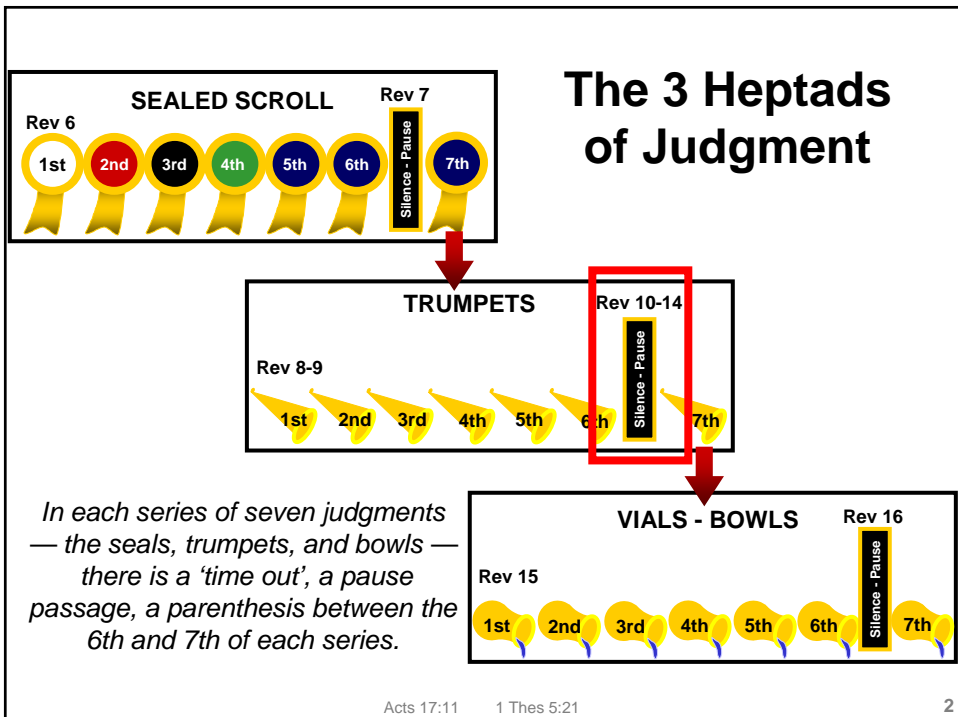 The 3 Heptads
of Judgment
SEALED SCROLL
Rev 7
Rev 6
1st 2nd 3rd 4th 5th 6th Silence - Pause 7th
TRUMPETS
Rev 10-14
Rev 8-9
1st 2nd 3rd 4th 5th 6th Silence - Pause 7th
VIALS - BOWLS
Rev 16
Rev 15
1st 2nd 3rd 4th 5th 6th Silence - Pause 7th
In each series of seven judgments
— the seals, trumpets, and bowls —
there is a ‘time out’, a pause
passage, a parenthesis between the
6th and 7th of each series.
Acts 17:11 1 Thes 5:21
2